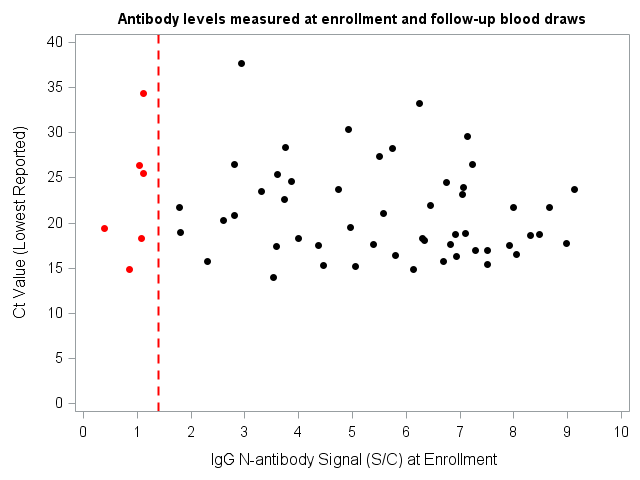 Antibody levels measured at enrollment and follow-up blood draws
40
35
30
25
20
15
10
5
0
Ct Value (Lowest Reported)
0 1 2 3 4 5 6 7 8 9 10
IgG N-antibody Signal (S/C) at Enrollment